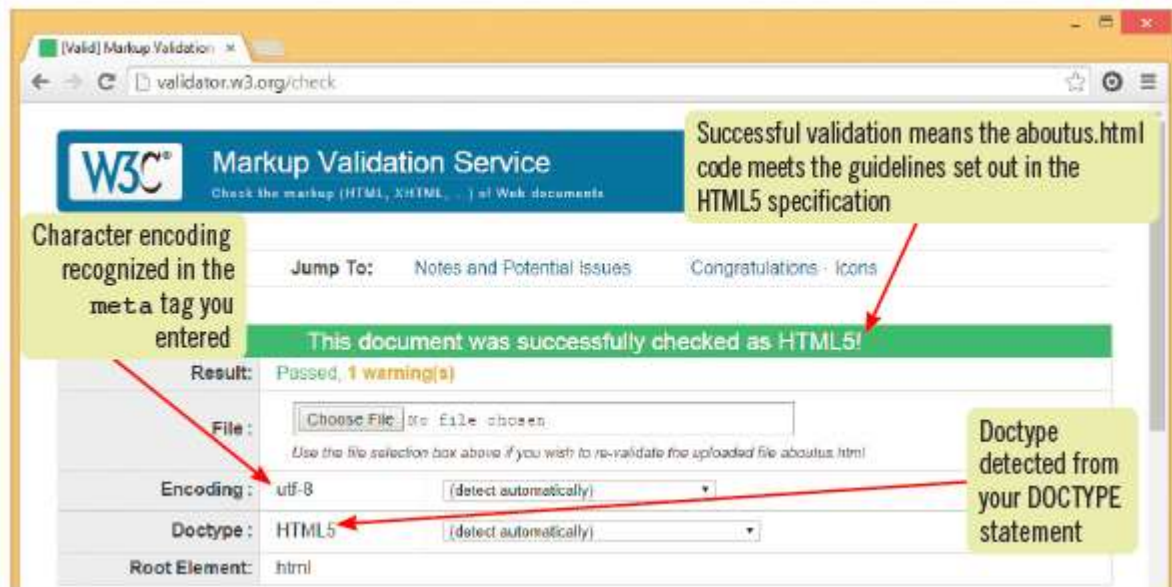 [Valid] Markup Validation
validator.w3.org/check
W3C®
Markup Validation Service
Check the markup (HTML, XHTML, ...) of Web documents
Successful validation means the aboutus.html
code meets the guidelines set out in the
HTML5 specification
Character encoding
recognized in the
meta tag you
entered
Jump To: Notes and Potential Issues Congratulations · Icons
This document was successfully checked as HTML5!
Result: Passed, 1 warning(s)
File : Choose File No file chosen
Use the file selection box above if you wish to re-validate the uploaded file aboutus.html
Encoding : utf-8 (detect automatically)
Doctype : HTML5 (detect automatically)
Root Element: html
Doctype
detected from
your DOCTYPE
statement